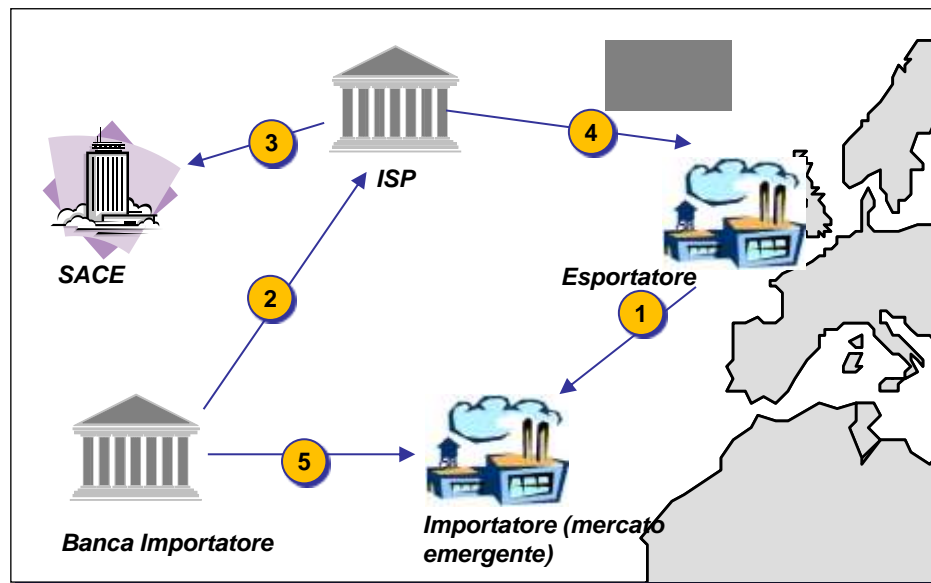 3
4
ISP
SACE
Esportatore
2
1
5
Importatore (mercato
emergente)
Banca Importatore